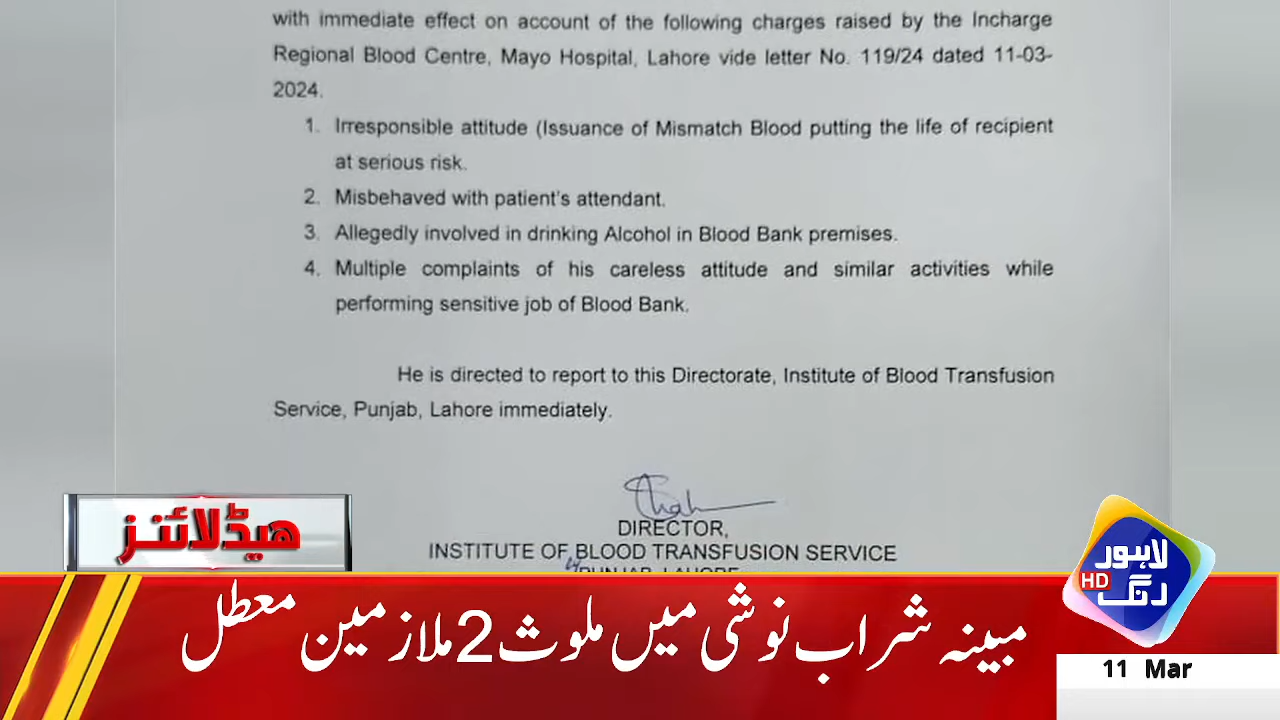 with immediate effect on account of the following charges raised by the Incharge
Regional Blood Centre, Mayo Hospital, Lahore vide letter No. 119/24 dated 11-03-
2024.
1. Irresponsible attitude (Issuance of Mismatch Blood putting the life of recipient
at serious risk.
2. Misbehaved with patient's attendant.
3. Allegedly involved in drinking Alcohol in Blood Bank premises.
4. Multiple complaints of his careless attitude and similar activities while
performing sensitive job of Blood Bank.
He is directed to report to this Directorate, Institute of Blood Transfusion
Service, Punjab, Lahore immediately.
DIRECTOR,
INSTITUTE OF BLOOD TRANSFUSION SERVICE
PUNJAB, LAHORE
ہیڈلائنز
لاہور
HD رنگ
مبینہ شراب نوشی میں ملوث 2 ملازمین معطل
11 Mar